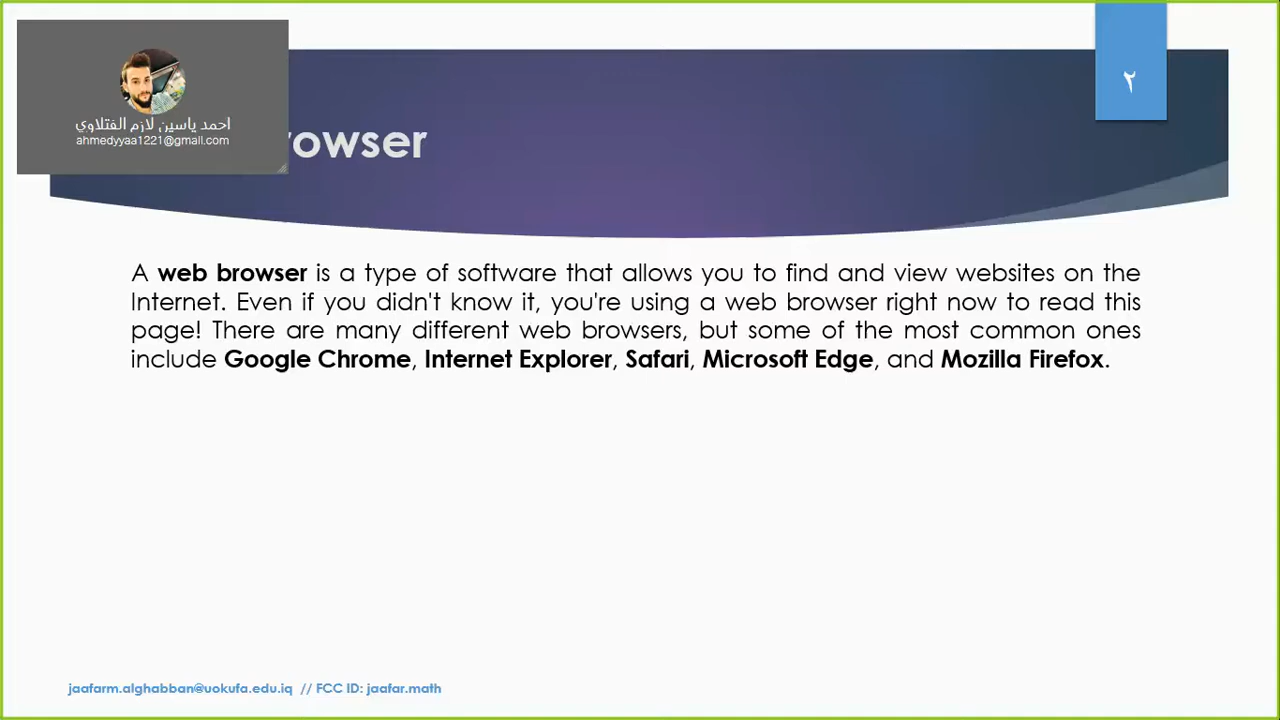 ٢
احمد ياسين لازم الفتلاوي
ahmedyyaa1221@gmail.com
rowser
A web browser is a type of software that allows you to find and view websites on the
Internet. Even if you didn't know it, you're using a web browser right now to read this
page! There are many different web browsers, but some of the most common ones
include Google Chrome, Internet Explorer, Safari, Microsoft Edge, and Mozilla Firefox.
jaafarm.alghabban@uokufa.edu.iq // FCC ID: jaafar.math